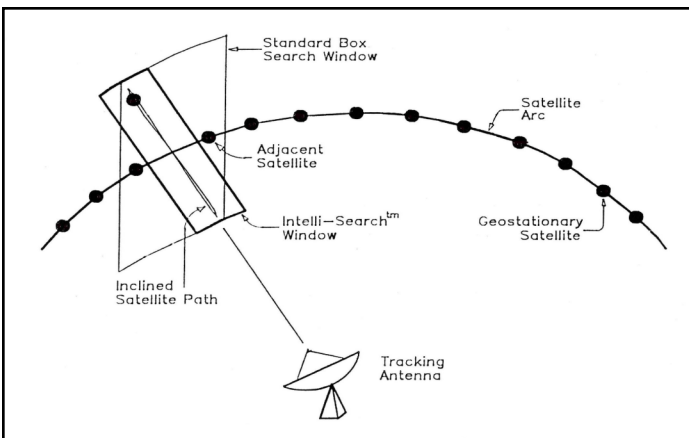 Standard Box
Search Window
Satellite
Arc
Adjacent
Satellite
Intelli-Search™
Window
Geostationary
Satellite
Inclined
Satellite Path
Tracking
Antenna